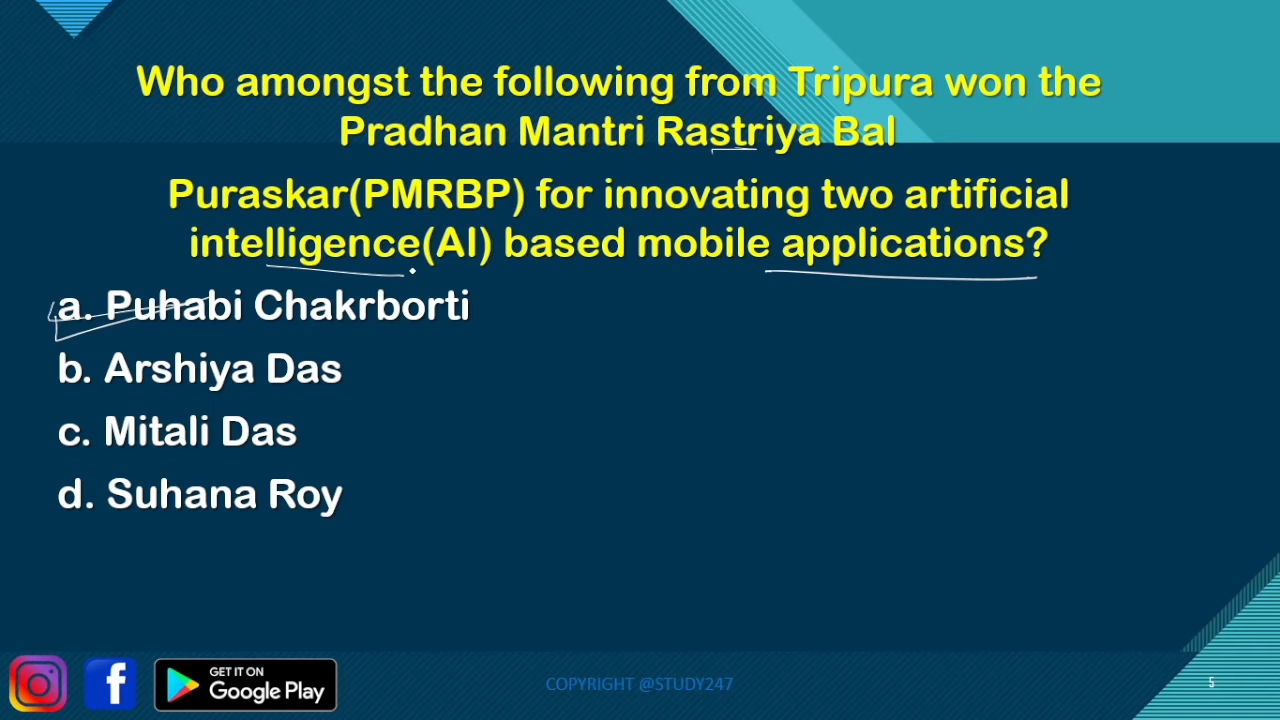 Who amongst the following from Tripura won the
Pradhan Mantri Rastriya Bal
Puraskar(PMRBP) for innovating two artificial
intelligence(AI) based mobile applications?
a. Puhabi Chakrborti
b. Arshiya Das
c. Mitali Das
d. Suhana Roy
GET IT ON
Google Play
COPYRIGHT @STUDY247
5